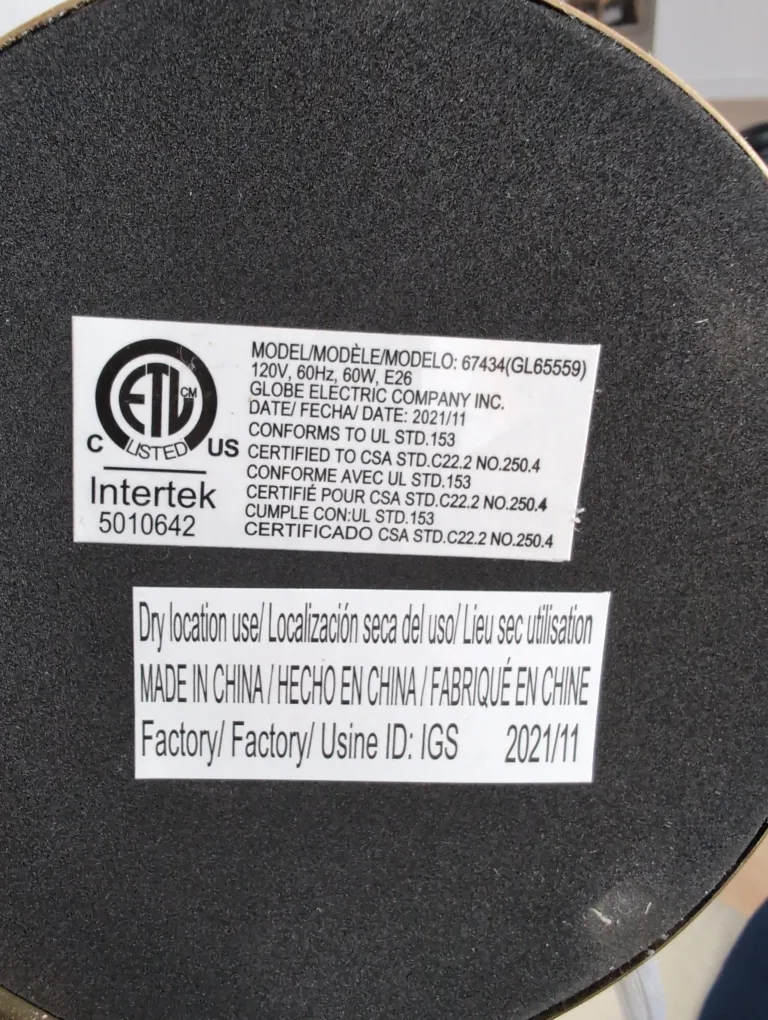 MODEL/MODÈLE/MODELO: 67434(GL65559)
120V, 60Hz, 60W, E26
GLOBE ELECTRIC COMPANY INC.
DATE/ FECHA/ DATE: 2021/11
CONFORMS TO UL STD.153
CERTIFIED TO CSA STD.C22.2 NO.250.4
CONFORME AVEC UL STD.153
CERTIFIÉ POUR CSA STD.C22.2 NO.250.4
CUMPLE CON:UL STD.153
CERTIFICADO CSA STD.C22.2 NO.250.4
ETL CM
C LISTED US
Intertek
5010642
Dry location use/ Localización seca del uso/ Lieu sec utilisation
MADE IN CHINA / HECHO EN CHINA / FABRIQUÉ EN CHINE
Factory/ Factory/ Usine ID: IGS 2021/11